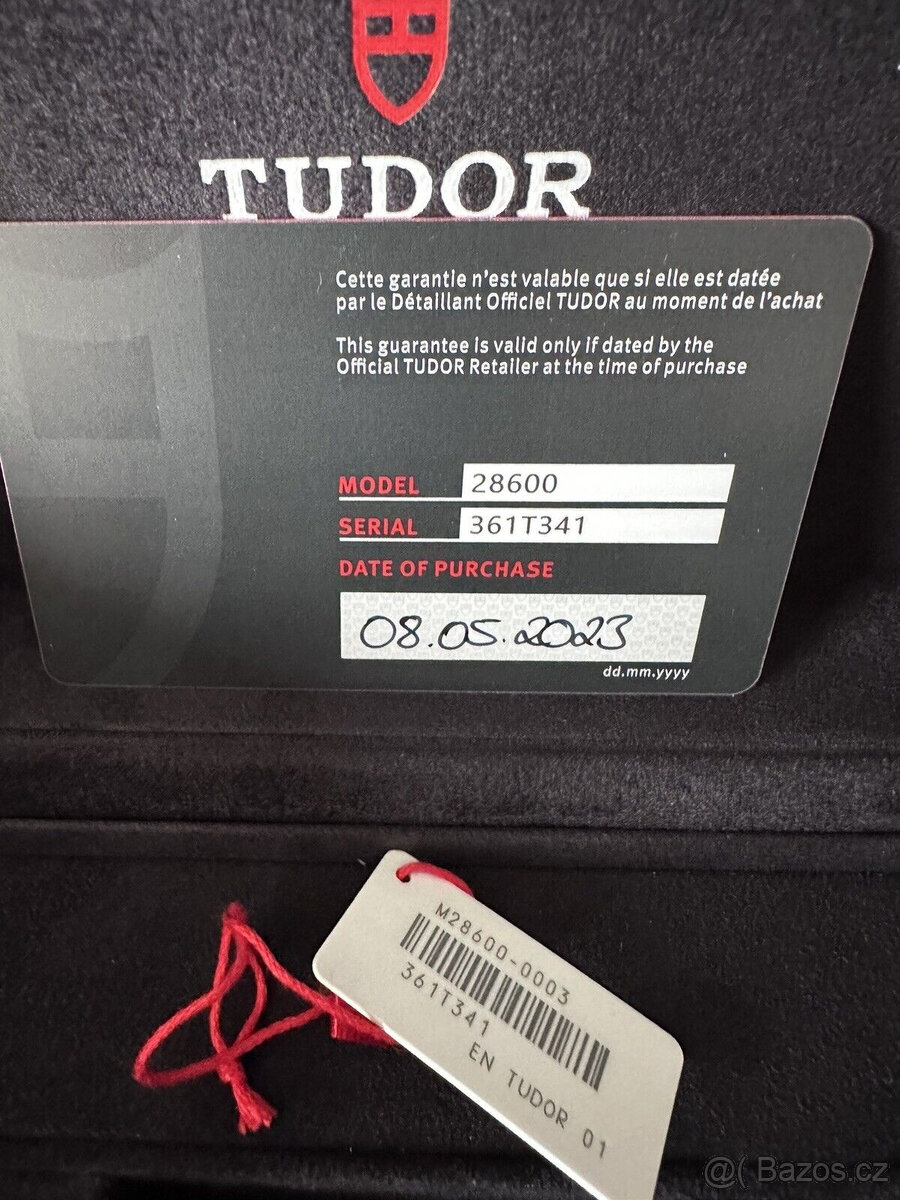 TUDOR
Cette garantie n'est valable que si elle est datée
par le Détaillant Officiel TUDOR au moment de l'achat
This guarantee is valid only if dated by the
Official TUDOR Retailer at the time of purchase
MODEL 28600
SERIAL 361T341
DATE OF PURCHASE
08.05.2023
dd.mm.yyyy
M28600-0003
361T341
EN TUDOR 01
@( Bazos.cz